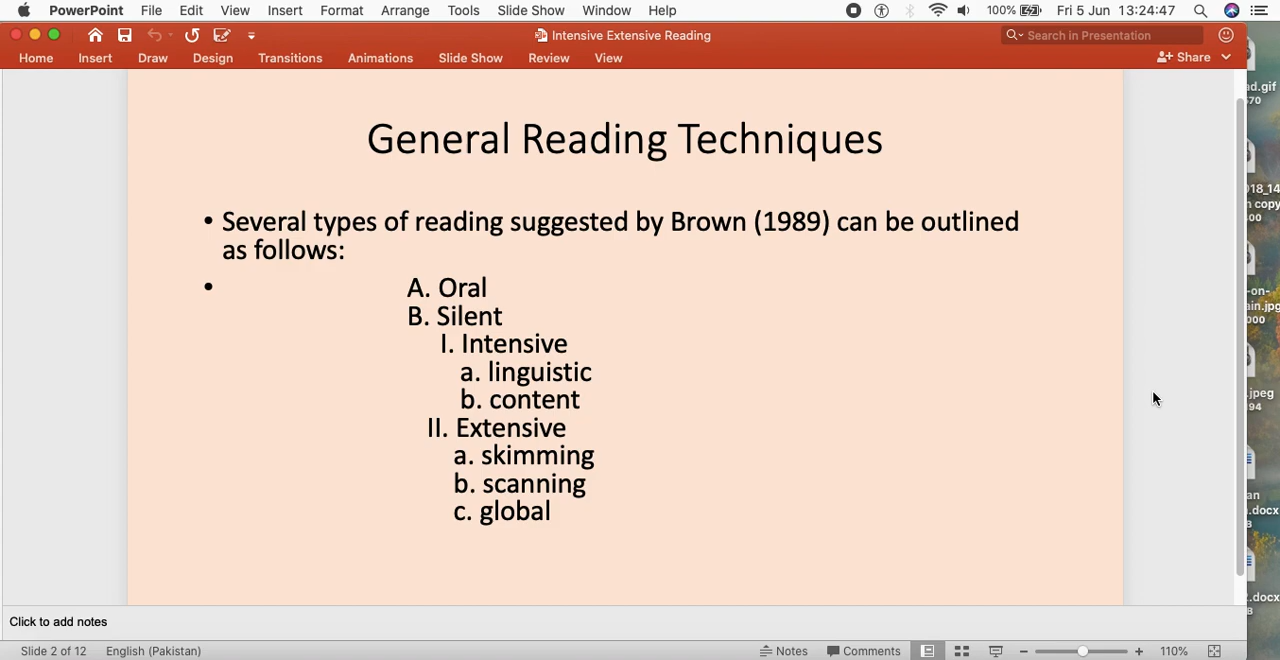 PowerPoint File Edit View Insert Format Arrange Tools Slide Show Window Help 100% Fri 5 Jun 13:24:47
Intensive Extensive Reading
Search in Presentation
Home Insert Draw Design Transitions Animations Slide Show Review View Share
General Reading Techniques
• Several types of reading suggested by Brown (1989) can be outlined
as follows:
• A. Oral
B. Silent
I. Intensive
a. linguistic
b. content
II. Extensive
a. skimming
b. scanning
c. global
Click to add notes
Slide 2 of 12 English (Pakistan) Notes Comments 110%